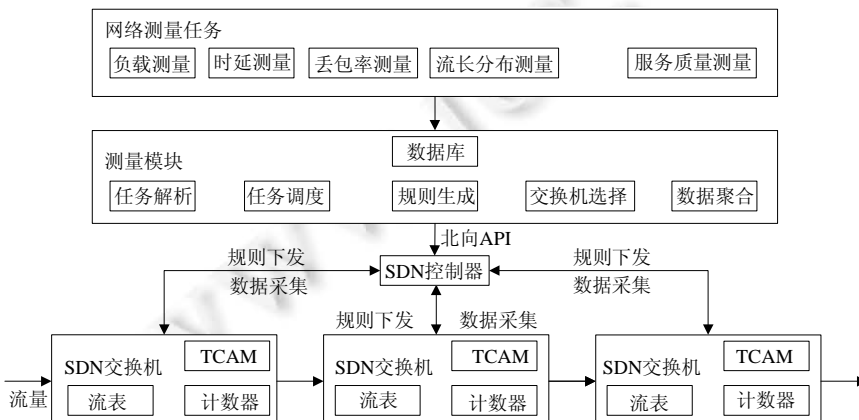 网络测量任务
负载测量 时延测量 丢包率测量 流长分布测量 服务质量测量
数据库
测量模块
任务解析 任务调度 规则生成 交换机选择 数据聚合
北向API
规则下发 SDN控制器 规则下发
数据采集 数据采集
规则下发 数据采集
SDN交换机 TCAM SDN交换机 TCAM SDN交换机 TCAM
流量 流表 计数器 流表 计数器 流表 计数器